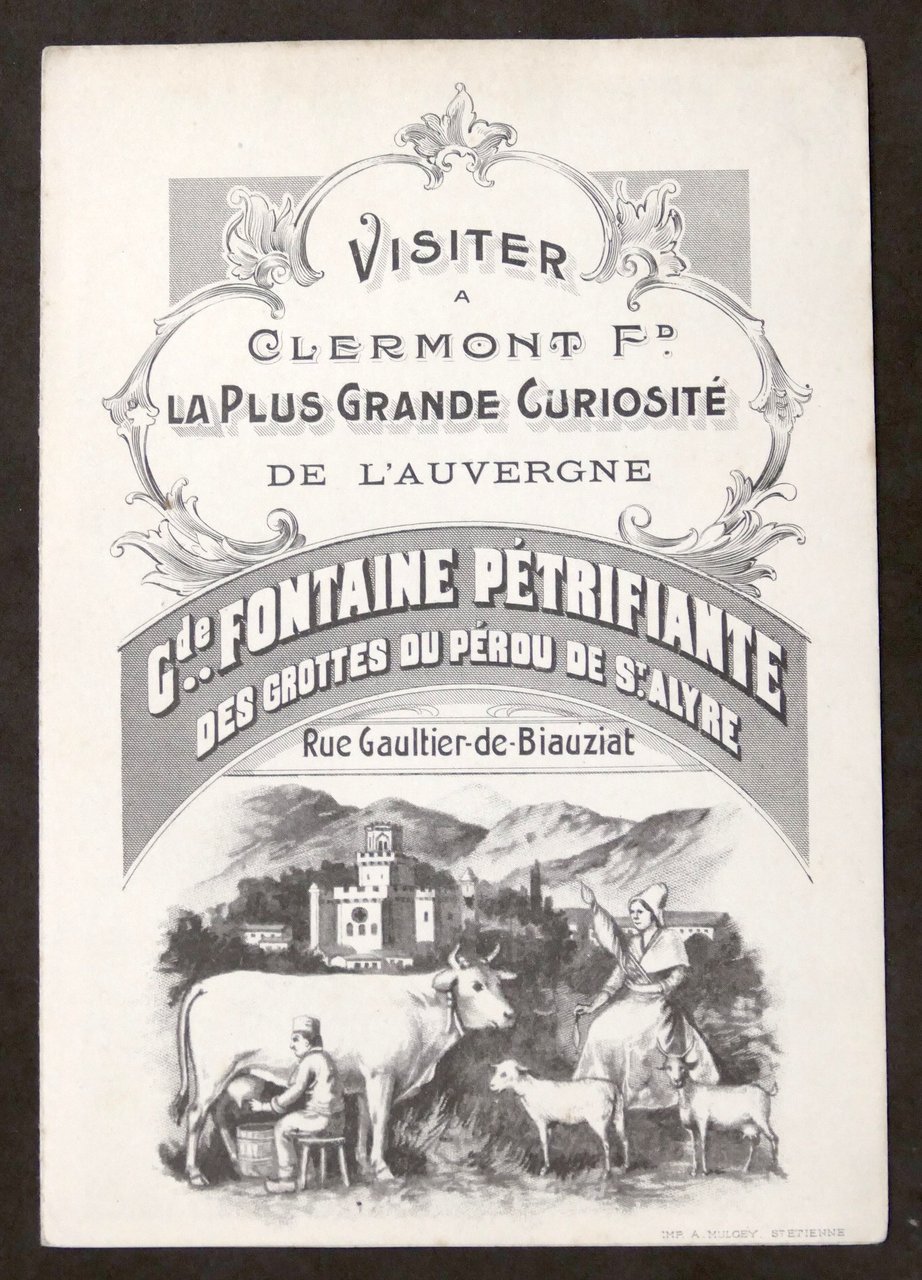 VISITER
A
CLERMONT FD.
LA PLUS GRANDE CURIOSITÉ
DE L'AUVERGNE
Gde.. FONTAINE PÉTRIFIANTE
DES GROTTES DU PÉROU DE ST. ALYRE
Rue Gaultier-de-Biauziat
IMP. A. MULCEY. ST ETIENNE